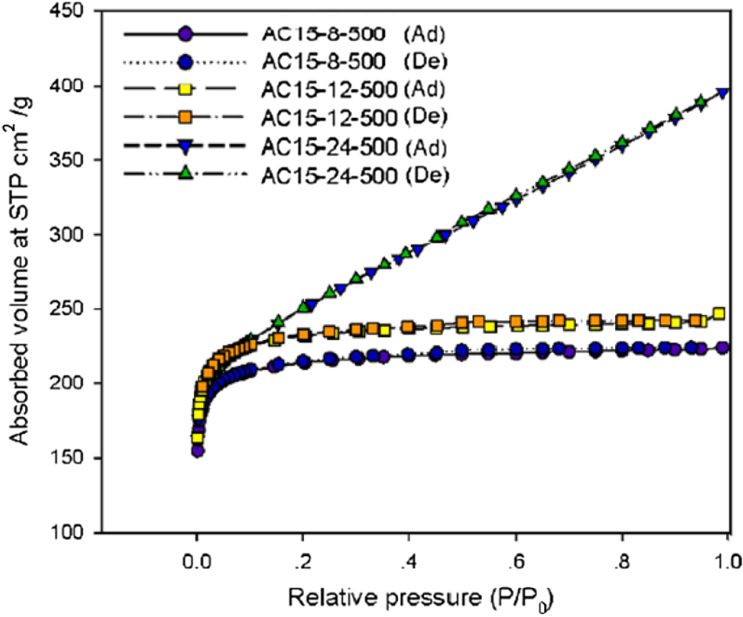 450
400
350
300
250
200
150
100
Absorbed volume at STP cm² /g
AC15-8-500 (Ad)
AC15-8-500 (De)
AC15-12-500 (Ad)
AC15-12-500 (De)
AC15-24-500 (Ad)
AC15-24-500 (De)
0.0 .2 .4 .6 .8 1.0
Relative pressure (P/P₀)